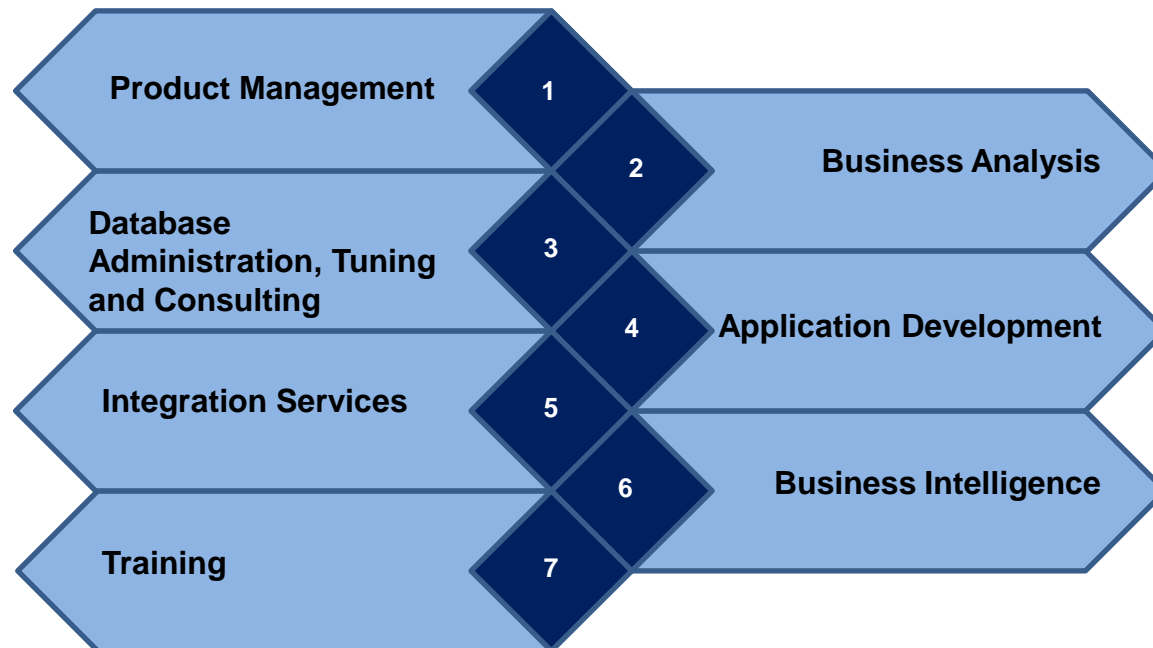 Product Management
1
2
Business Analysis
Database
Administration, Tuning
and Consulting
3
4
Application Development
Integration Services
5
6
Business Intelligence
Training
7